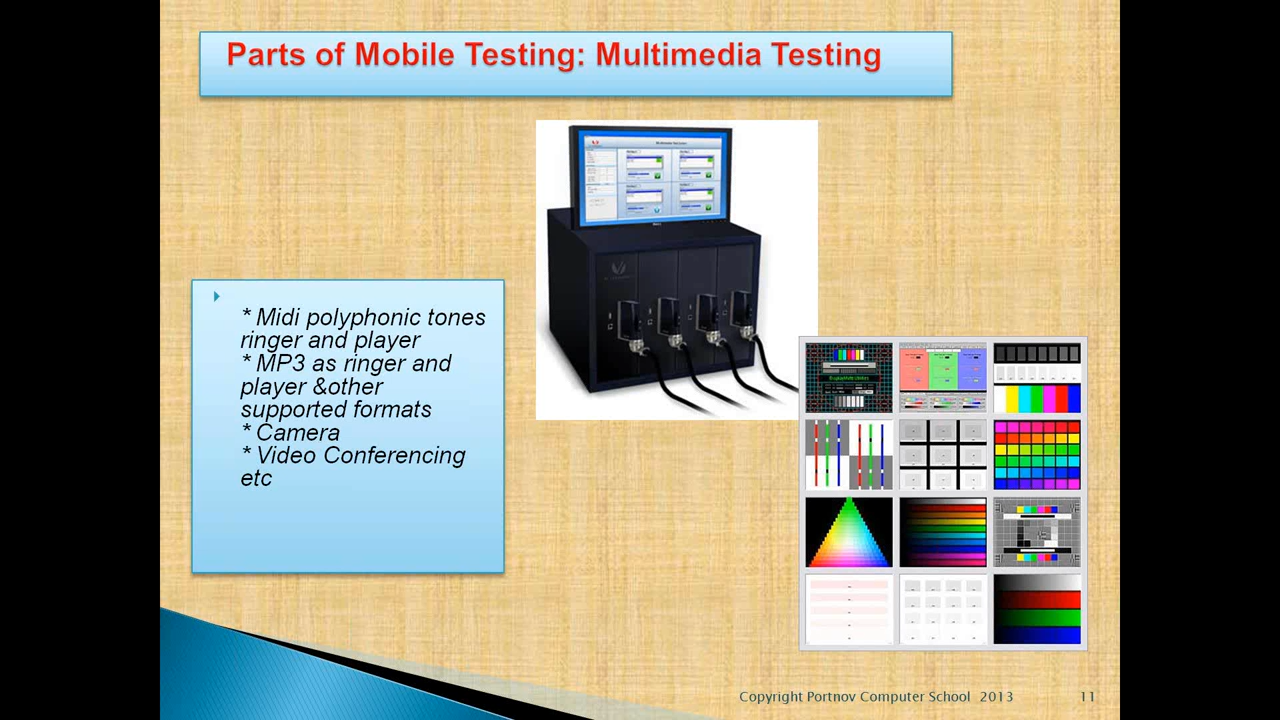 Parts of Mobile Testing: Multimedia Testing
* Midi polyphonic tones
ringer and player
* MP3 as ringer and
player &other
supported formats
* Camera
* Video Conferencing
etc
Copyright Portnov Computer School 2013
11